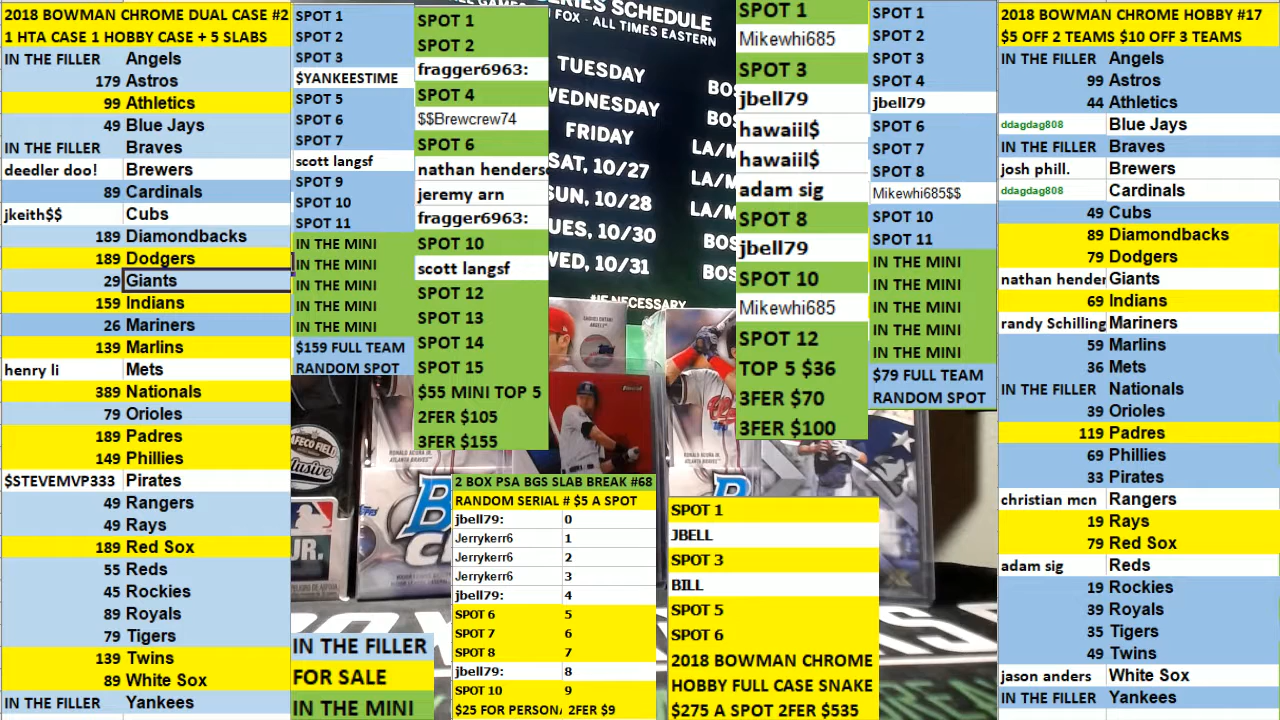 2018 BOWMAN CHROME DUAL CASE #2
1 HTA CASE 1 HOBBY CASE + 5 SLABS
IN THE FILLER Angels
179 Astros
99 Athletics
49 Blue Jays
IN THE FILLER Braves
deedler doo! Brewers
89 Cardinals
jkeith$$ Cubs
189 Diamondbacks
189 Dodgers
29 Giants
159 Indians
26 Mariners
139 Marlins
henry li Mets
389 Nationals
79 Orioles
189 Padres
149 Phillies
$STEVEMVP333 Pirates
49 Rangers
49 Rays
189 Red Sox
55 Reds
45 Rockies
89 Royals
79 Tigers
139 Twins
89 White Sox
IN THE FILLER Yankees
SPOT 1
SPOT 2
SPOT 3
$YANKEESTIME
SPOT 5
SPOT 6
SPOT 7
scott langsf
SPOT 9
SPOT 10
SPOT 11
IN THE MINI
IN THE MINI
IN THE MINI
IN THE MINI
IN THE MINI
$159 FULL TEAM
RANDOM SPOT
SPOT 1
SPOT 2
fragger6963:
SPOT 4
$$Brewcrew74
SPOT 6
nathan henders
jeremy arn
fragger6963:
SPOT 10
scott langsf
SPOT 12
SPOT 13
SPOT 14
SPOT 15
$55 MINI TOP 5
2FER $105
3FER $155
ALL GAMES
SERIES SCHEDULE
FOX - ALL TIMES EASTERN
TUESDAY BOS
WEDNESDAY BOS
FRIDAY LA/M
SAT, 10/27 LA/M
SUN, 10/28 LA/M
TUES, 10/30 BOS
WED, 10/31 BOS
*IF NECESSARY
SPOT 1
Mikewhi685
SPOT 3
jbell79
hawaiil$
hawaiil$
adam sig
SPOT 8
jbell79
SPOT 10
Mikewhi685
SPOT 12
TOP 5 $36
3FER $70
3FER $100
SPOT 1
SPOT 2
SPOT 3
SPOT 4
jbell79
SPOT 6
SPOT 7
SPOT 8
Mikewhi685$$
SPOT 10
SPOT 11
IN THE MINI
IN THE MINI
IN THE MINI
IN THE MINI
IN THE MINI
$79 FULL TEAM
RANDOM SPOT
2018 BOWMAN CHROME HOBBY #17
$5 OFF 2 TEAMS $10 OFF 3 TEAMS
IN THE FILLER Angels
99 Astros
44 Athletics
ddagdag808 Blue Jays
IN THE FILLER Braves
josh phill. Brewers
ddagdag808 Cardinals
49 Cubs
89 Diamondbacks
79 Dodgers
nathan hender Giants
69 Indians
randy Schilling Mariners
59 Marlins
36 Mets
IN THE FILLER Nationals
39 Orioles
119 Padres
69 Phillies
33 Pirates
christian mcn Rangers
19 Rays
79 Red Sox
adam sig Reds
19 Rockies
39 Royals
35 Tigers
49 Twins
jason anders White Sox
IN THE FILLER Yankees
2 BOX PSA BGS SLAB BREAK #68
RANDOM SERIAL # $5 A SPOT
jbell79: 0
Jerrykerr6 1
Jerrykerr6 2
Jerrykerr6 3
jbell79: 4
SPOT 6 5
SPOT 7 6
SPOT 8 7
jbell79: 8
SPOT 10 9
$25 FOR PERSONA 2FER $9
SPOT 1
JBELL
SPOT 3
BILL
SPOT 5
SPOT 6
2018 BOWMAN CHROME
HOBBY FULL CASE SNAKE
$275 A SPOT 2FER $535
IN THE FILLER
FOR SALE
IN THE MINI
SAFECO FIELD
Exclusive
JR.